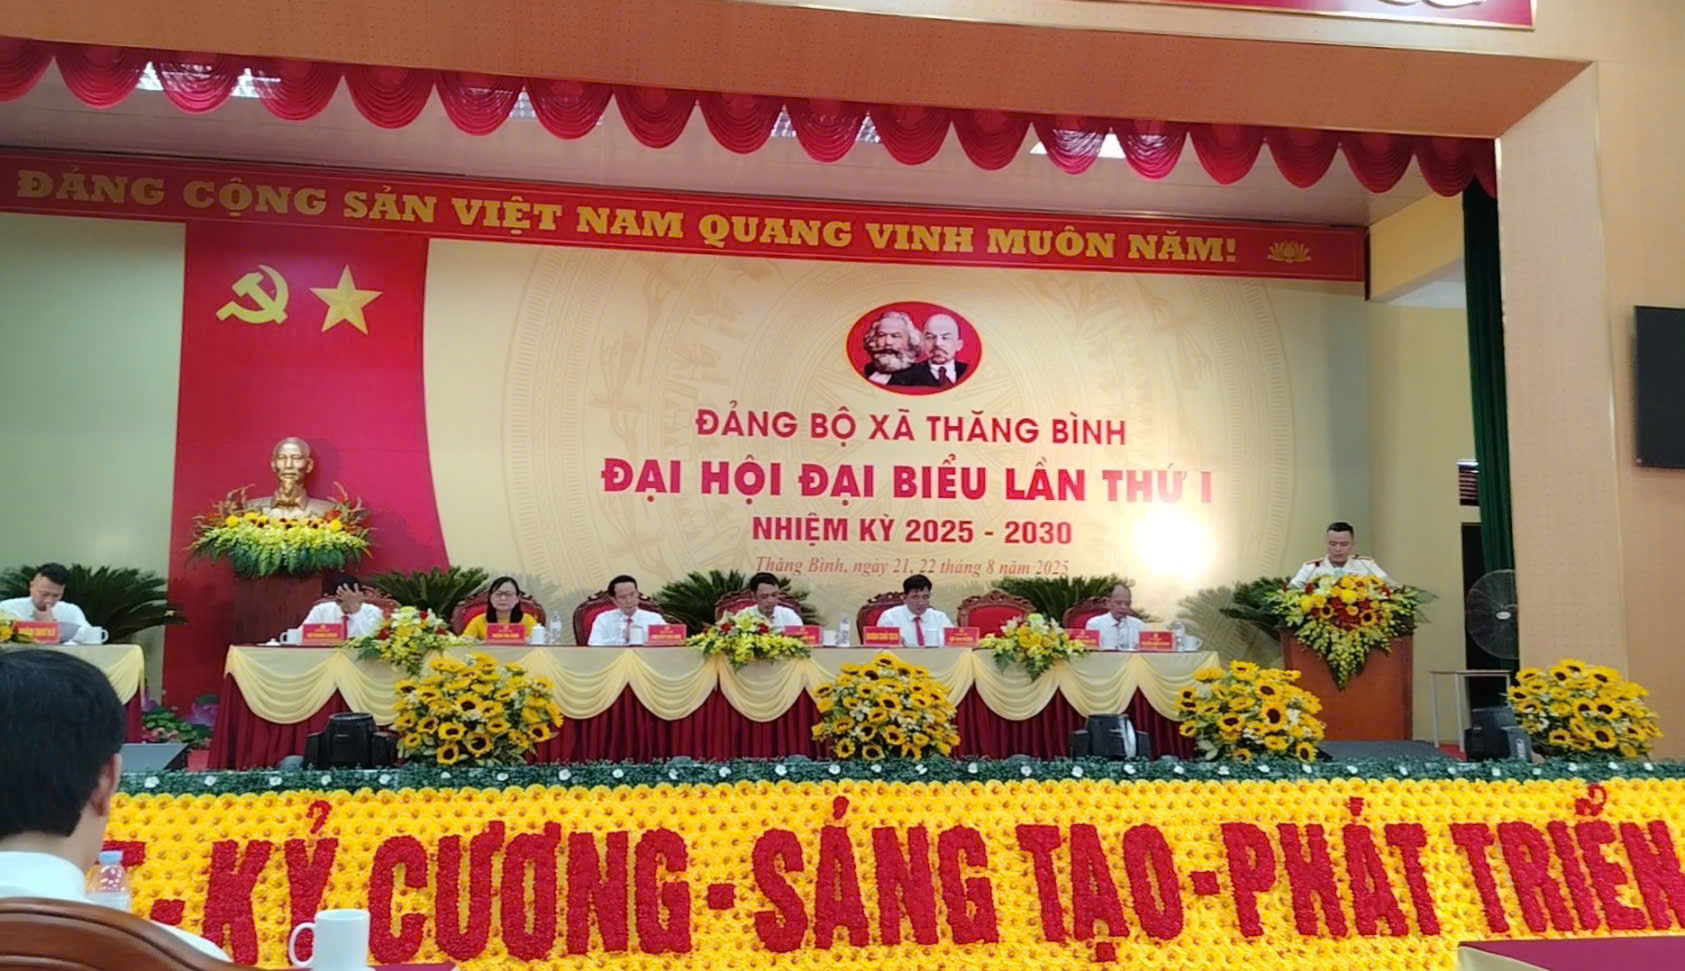 ĐẢNG CỘNG SẢN VIỆT NAM QUANG VINH MUÔN NĂM!
ĐẢNG BỘ XÃ THĂNG BÌNH
ĐẠI HỘI ĐẠI BIỂU LẦN THỨ I
NHIỆM KỲ 2025 - 2030
Thăng Bình, ngày 21, 22 tháng 8 năm 2025
- KỶ CƯƠNG - SÁNG TẠO - PHÁT TRIỂN